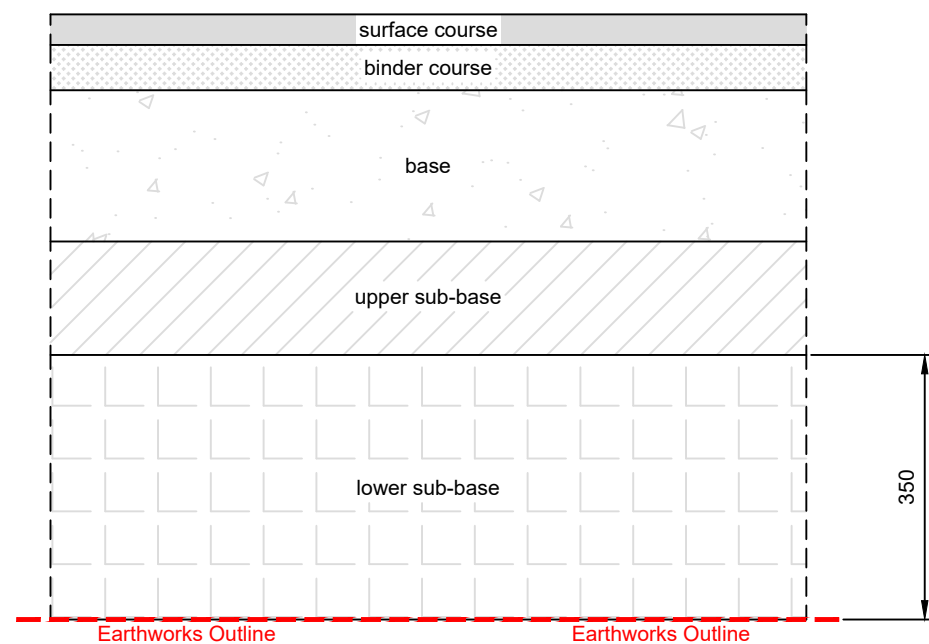 surface course
binder course
base
upper sub-base
lower sub-base
350
Earthworks Outline
Earthworks Outline